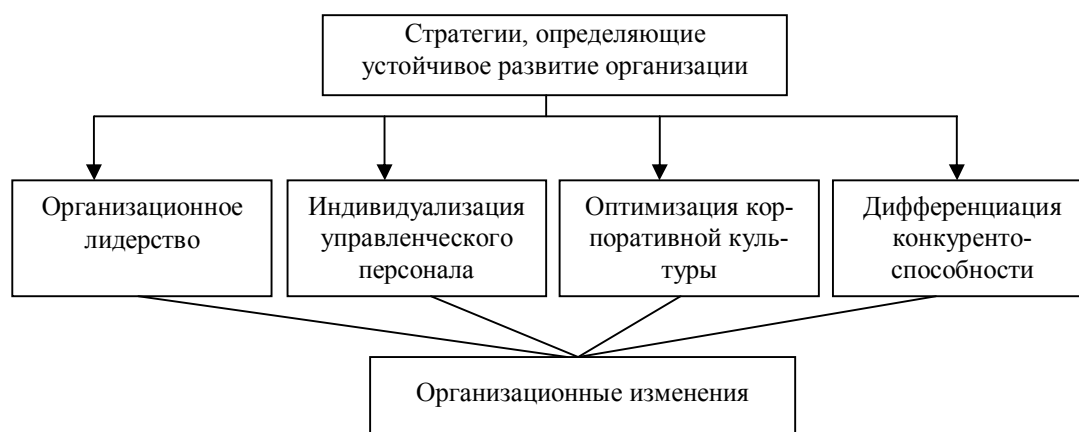 Стратегии, определяющие
устойчивое развитие организации
Организационное
лидерство
Индивидуализация
управленческого
персонала
Оптимизация кор-
поративной куль-
туры
Дифференциация
конкуренто-
способности
Организационные изменения